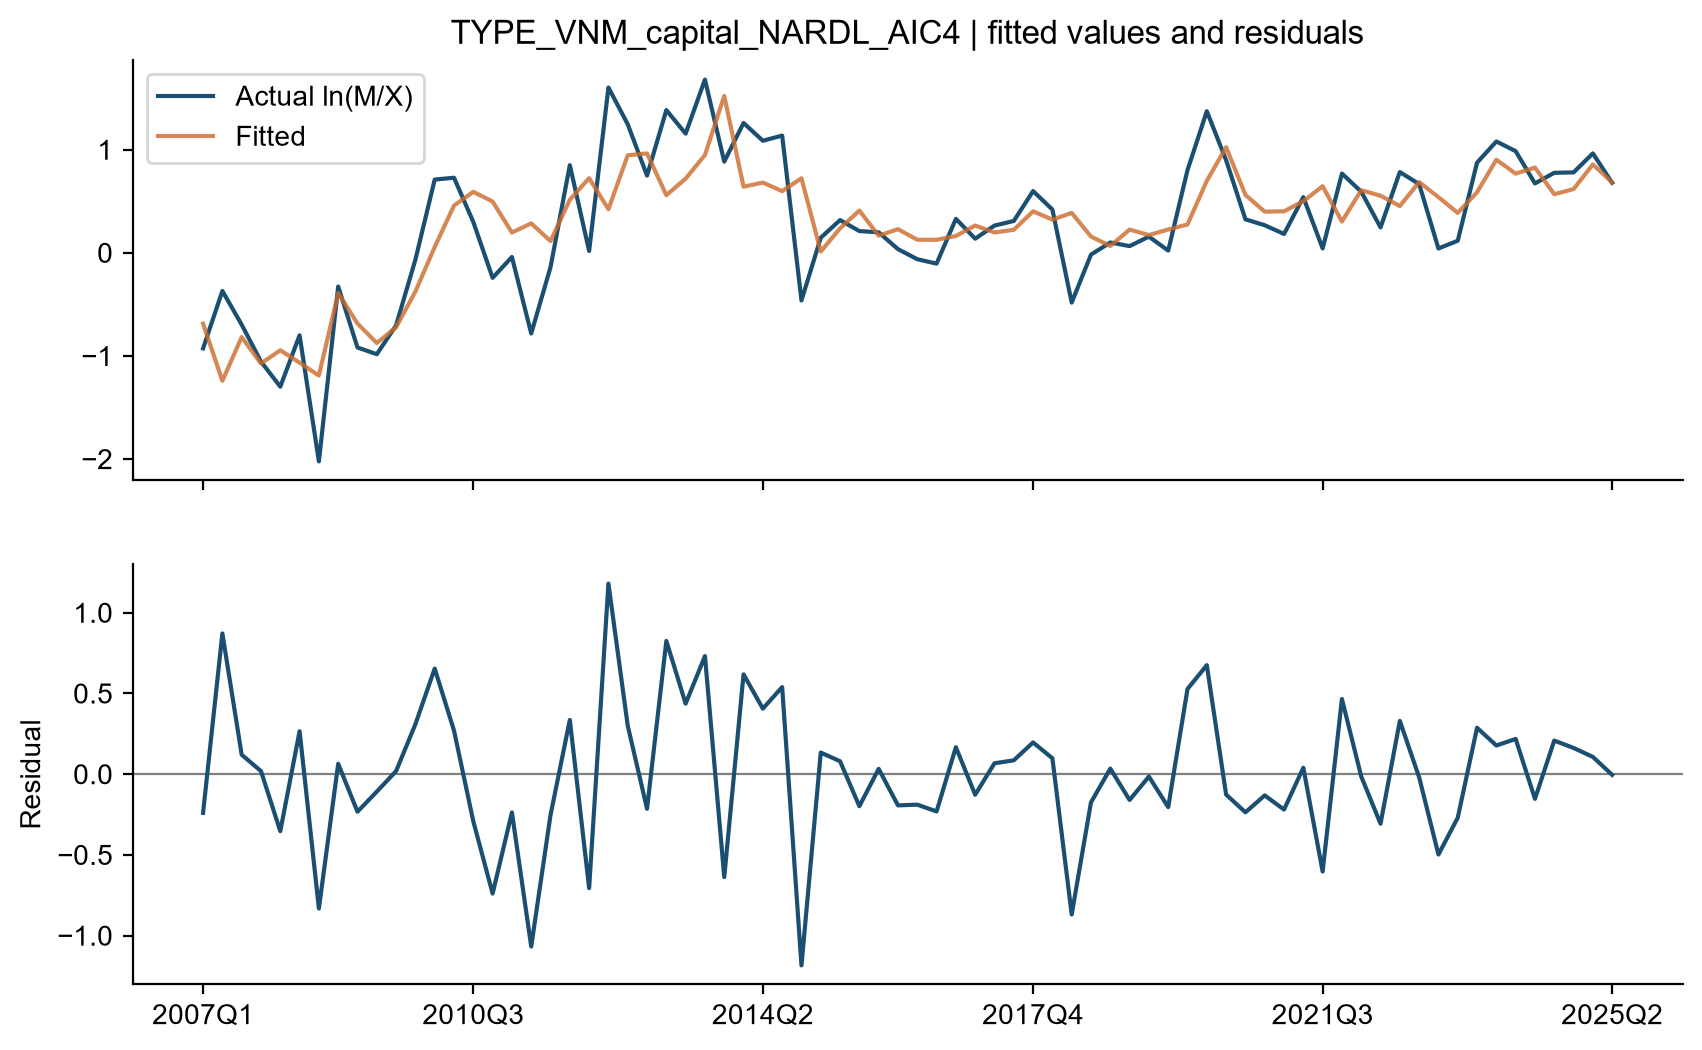 TYPE_VNM_capital_NARDL_AIC4 | fitted values and residuals
Actual ln(M/X)
Fitted
1
0
−1
−2
Residual
1.0
0.5
0.0
−0.5
−1.0
2007Q1 2010Q3 2014Q2 2017Q4 2021Q3 2025Q2